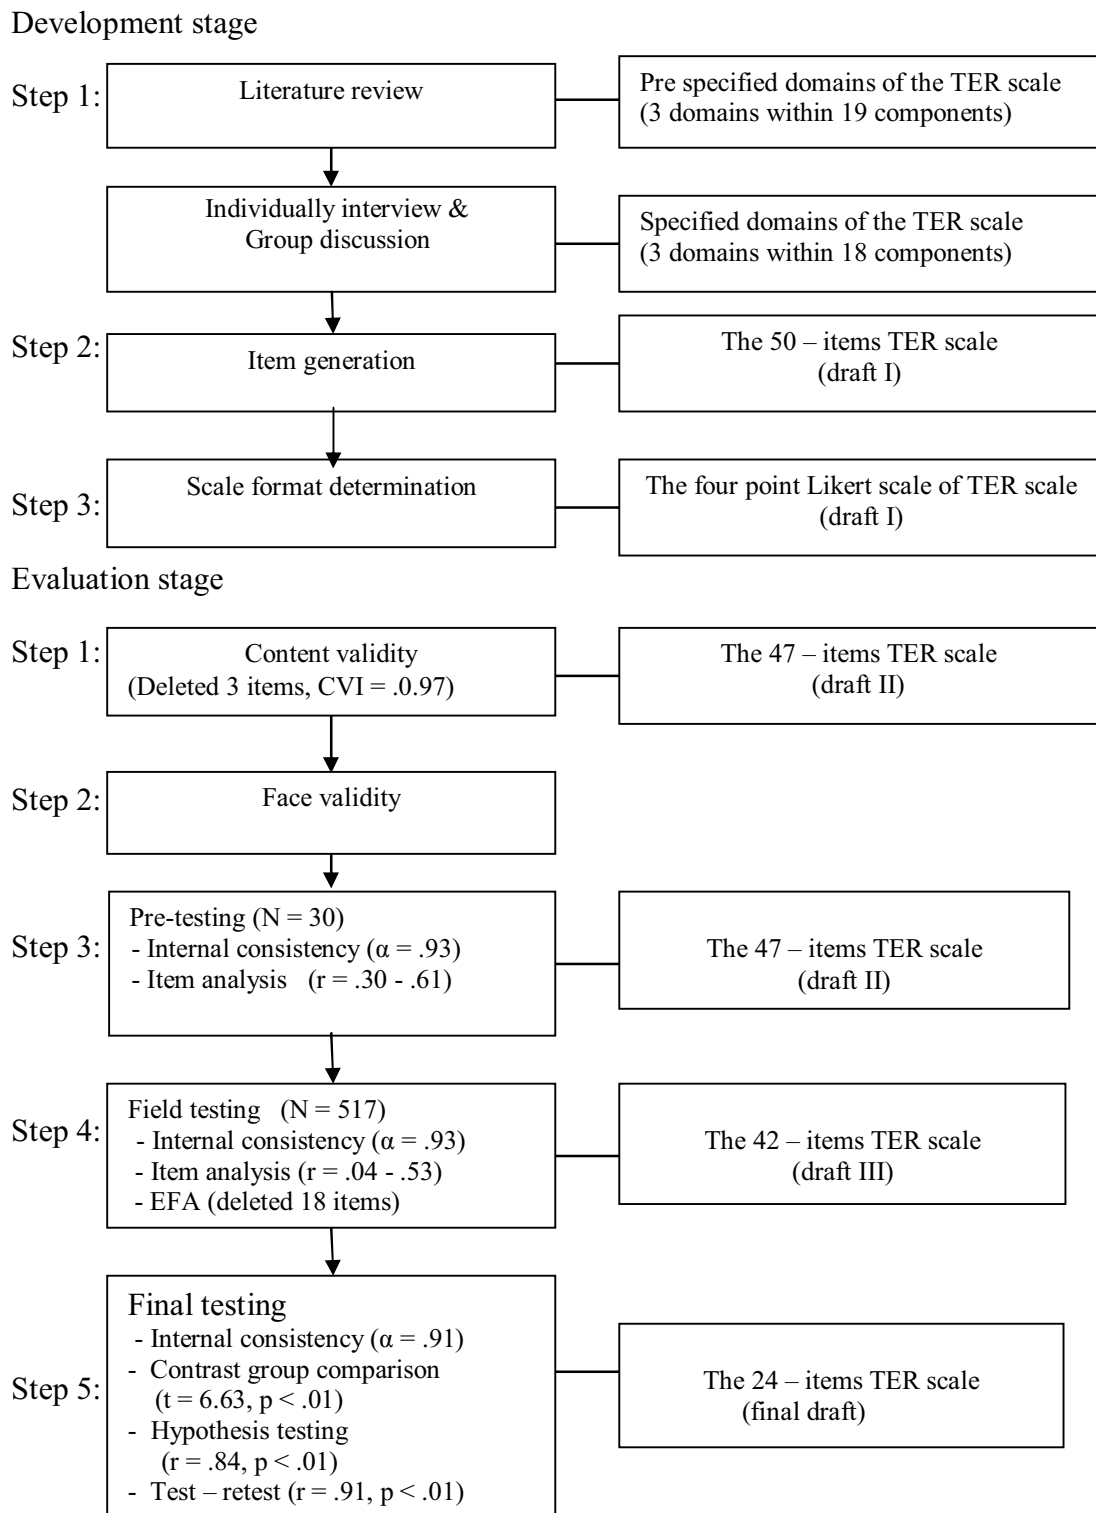 Development stage
Step 1:
Literature review
Pre specified domains of the TER scale
(3 domains within 19 components)
Individually interview &
Group discussion
Specified domains of the TER scale
(3 domains within 18 components)
Step 2:
Item generation
The 50 – items TER scale
(draft I)
Step 3:
Scale format determination
The four point Likert scale of TER scale
(draft I)
Evaluation stage
Step 1:
Content validity
(Deleted 3 items, CVI = .0.97)
The 47 – items TER scale
(draft II)
Step 2:
Face validity
Step 3:
Pre-testing (N = 30)
- Internal consistency (α = .93)
- Item analysis (r = .30 - .61)
The 47 – items TER scale
(draft II)
Step 4:
Field testing (N = 517)
- Internal consistency (α = .93)
- Item analysis (r = .04 - .53)
- EFA (deleted 18 items)
The 42 – items TER scale
(draft III)
Step 5:
Final testing
- Internal consistency (α = .91)
- Contrast group comparison
(t = 6.63, p < .01)
- Hypothesis testing
(r = .84, p < .01)
- Test – retest (r = .91, p < .01)
The 24 – items TER scale
(final draft)